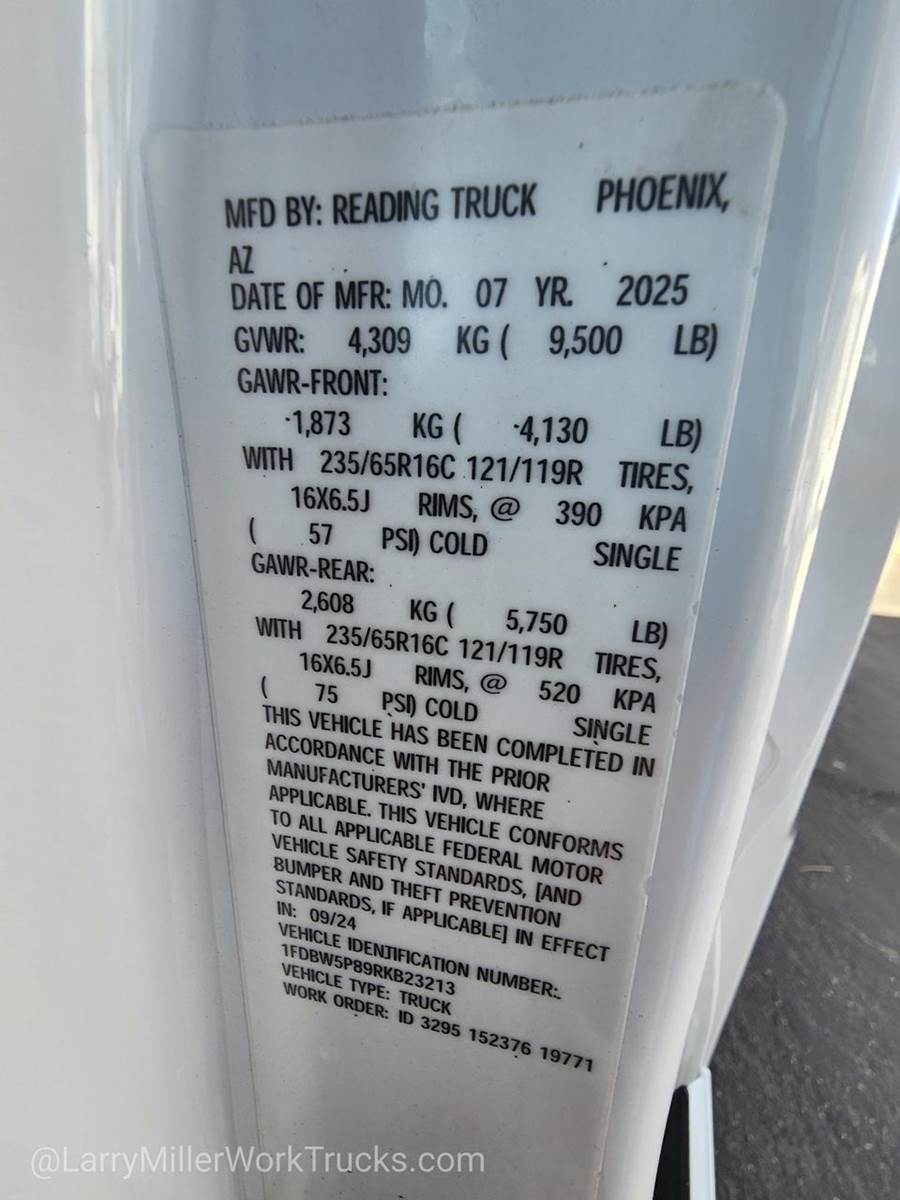 MFD BY: READING TRUCK PHOENIX,
AZ
DATE OF MFR: MO. 07 YR. 2025
GVWR: 4,309 KG ( 9,500 LB)
GAWR-FRONT:
1,873 KG ( 4,130 LB)
WITH 235/65R16C 121/119R TIRES,
16X6.5J RIMS, @ 390 KPA
( 57 PSI) COLD SINGLE
GAWR-REAR:
2,608 KG ( 5,750 LB)
WITH 235/65R16C 121/119R TIRES,
16X6.5J RIMS, @ 520 KPA
( 75 PSI) COLD SINGLE
THIS VEHICLE HAS BEEN COMPLETED IN
ACCORDANCE WITH THE PRIOR
MANUFACTURERS' IVD, WHERE
APPLICABLE. THIS VEHICLE CONFORMS
TO ALL APPLICABLE FEDERAL MOTOR
VEHICLE SAFETY STANDARDS, [AND
BUMPER AND THEFT PREVENTION
STANDARDS, IF APPLICABLE] IN EFFECT
IN: 09/24
VEHICLE IDENTIFICATION NUMBER:
1FDBW5P89RKB23213
VEHICLE TYPE: TRUCK
WORK ORDER: ID 3295 152376 19771
@LarryMillerWorkTrucks.com